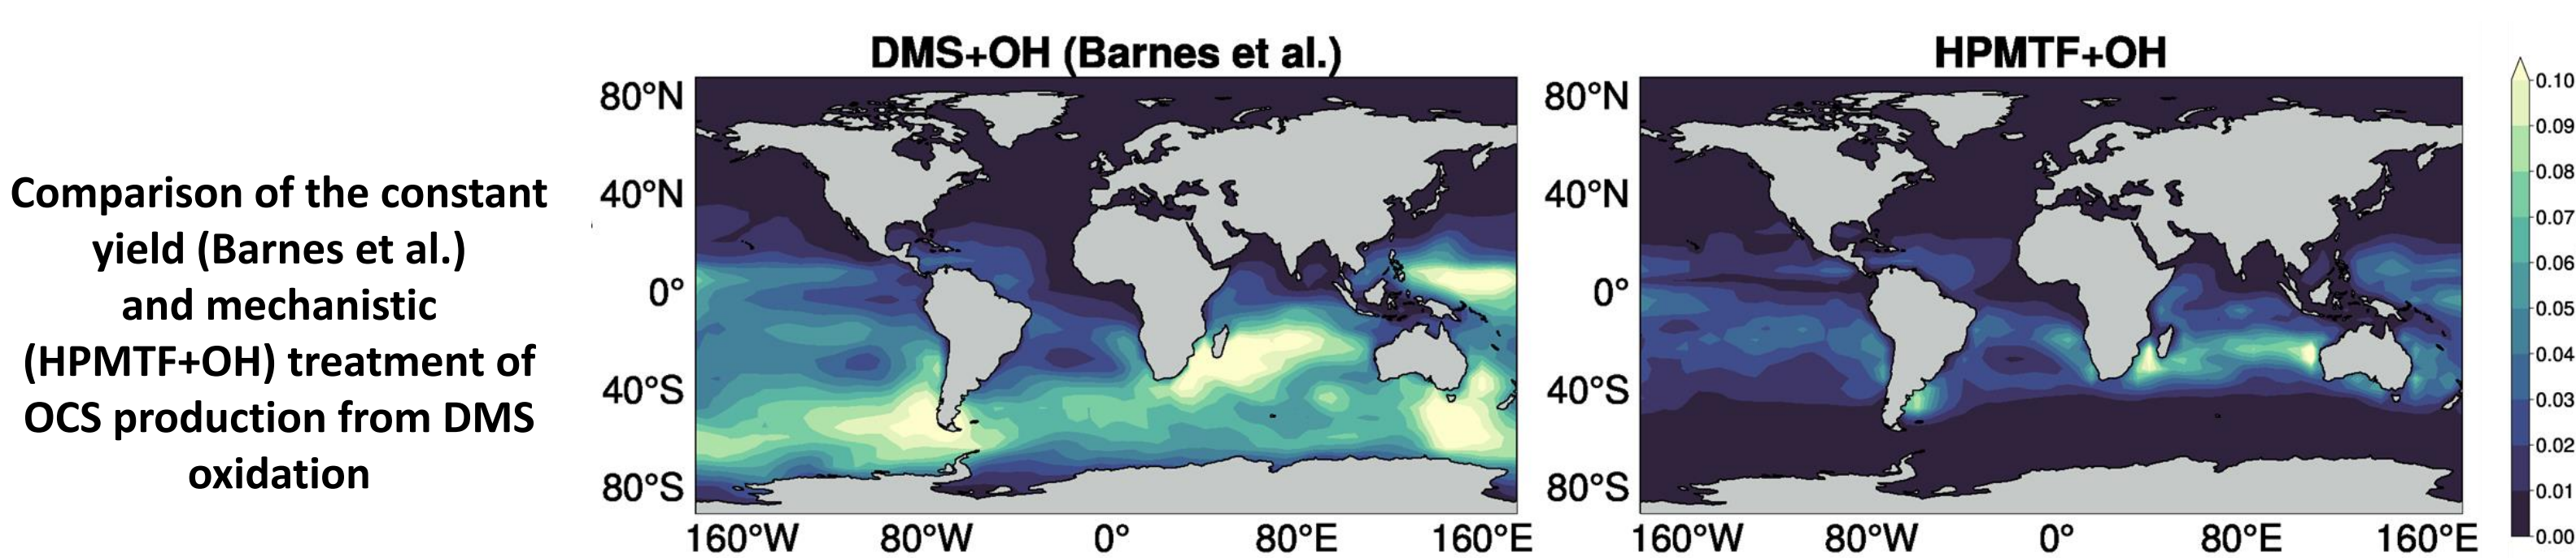 Comparison of the constant
yield (Barnes et al.)
and mechanistic
(HPMTF+OH) treatment of
OCS production from DMS
oxidation
DMS+OH (Barnes et al.)
80°N
40°N
0°
40°S
80°S
160°W 80°W 0° 80°E 160°E
HPMTF+OH
80°N
40°N
0°
40°S
80°S
160°W 80°W 0° 80°E 160°E
0.10
0.09
0.08
0.07
0.06
0.05
0.04
0.03
0.02
0.01
0.00